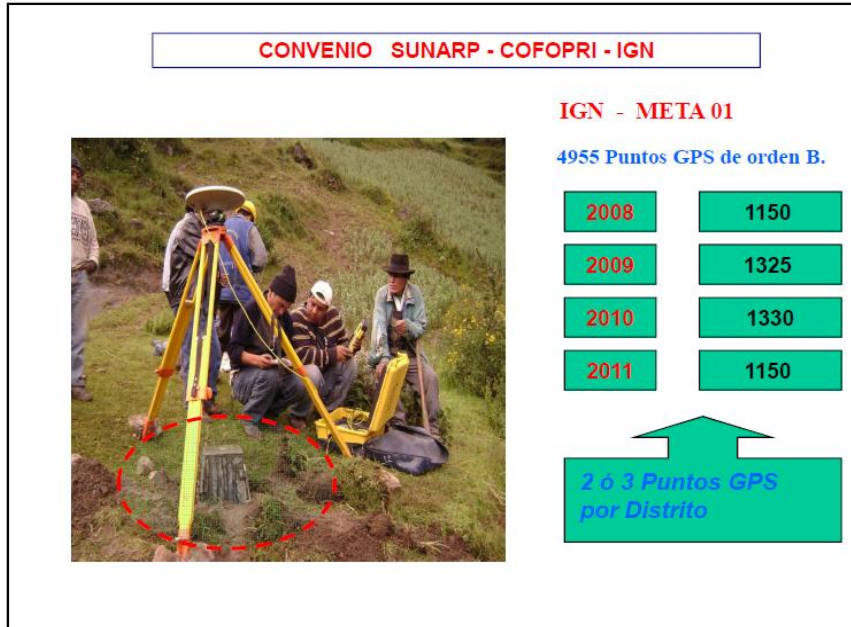 CONVENIO SUNARP - COFOPRI - IGN
IGN - META 01
4955 Puntos GPS de orden B.
2008 1150
2009 1325
2010 1330
2011 1150
2 ó 3 Puntos GPS
por Distrito